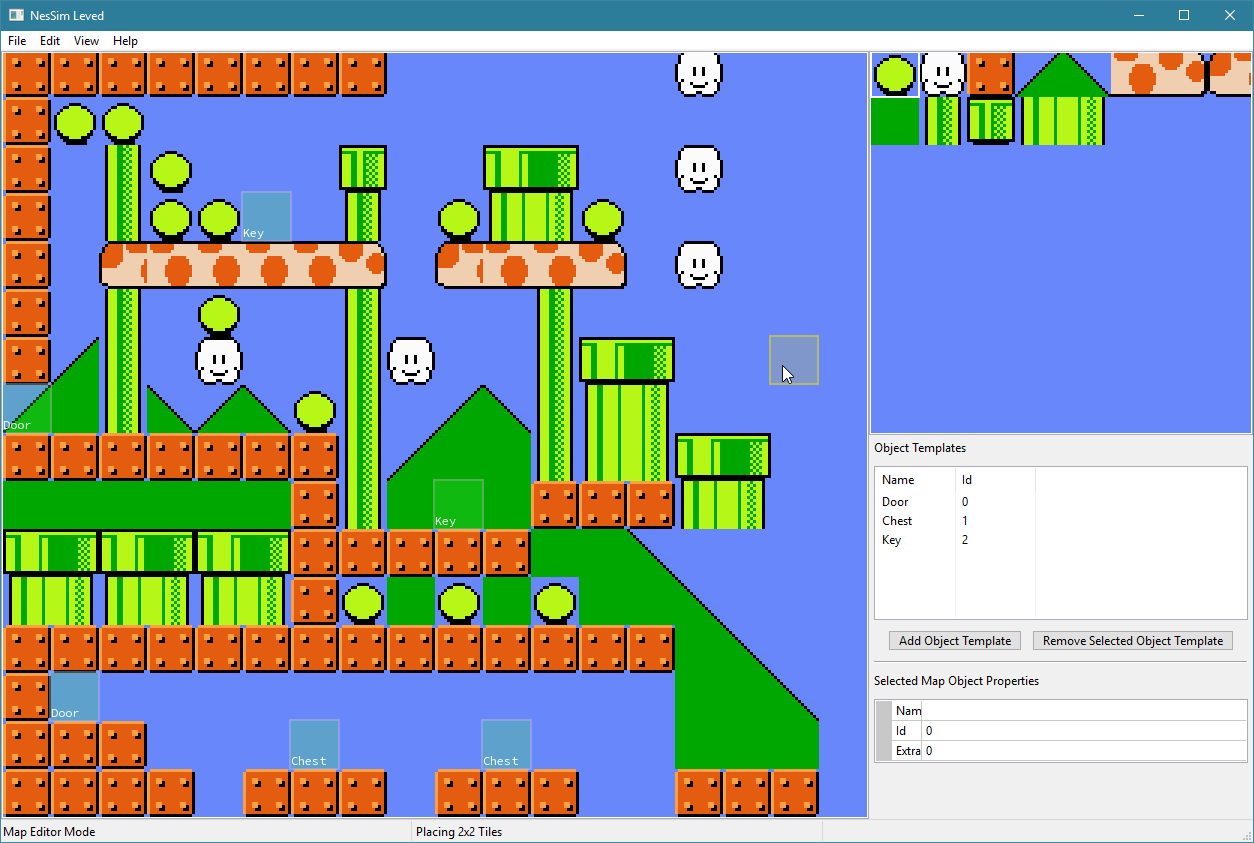 NesSim Leved
File Edit View Help
Key
Door
Key
Door
Chest
Chest
Object Templates
Name Id
Door 0
Chest 1
Key 2
Add Object Template Remove Selected Object Template
Selected Map Object Properties
Nam
Id 0
Extra 0
Map Editor Mode Placing 2x2 Tiles